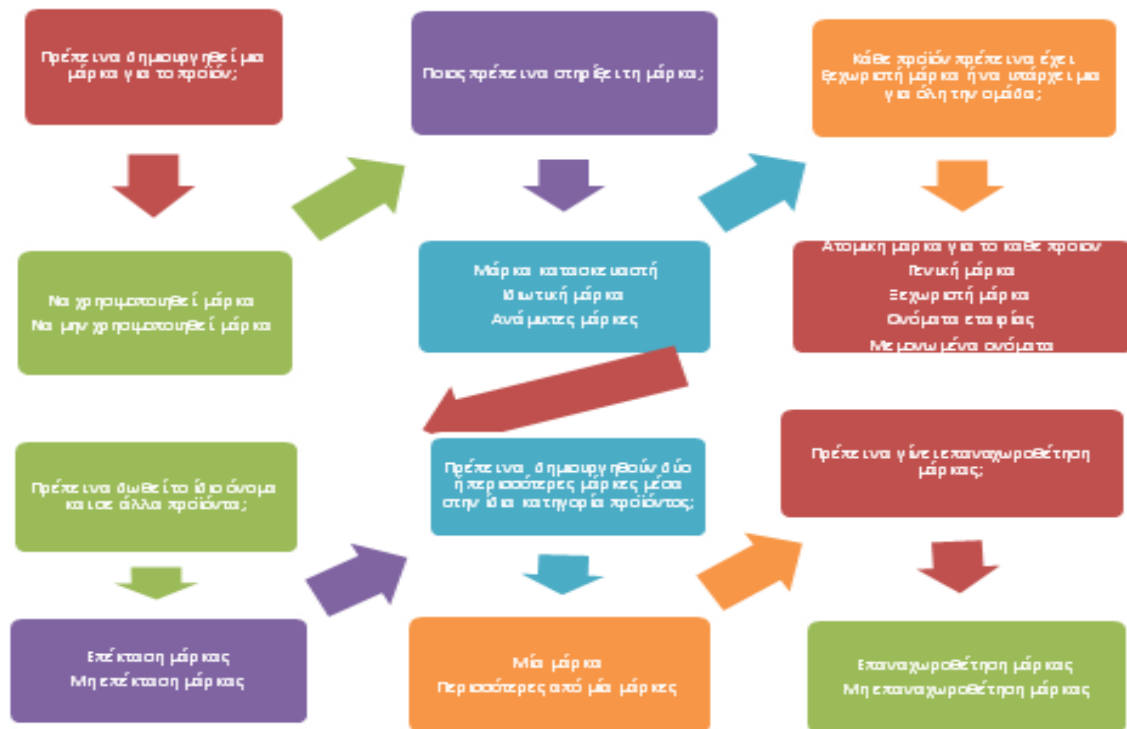 Πρέπει να δημιουργηθεί μια
μάρκα για το προϊόν;
Ποιος πρέπει να στηρίξει τη μάρκα;
Κάθε προϊόν πρέπει να έχει
ξεχωριστή μάρκα ή να υπάρχει μια
για όλη την ομάδα;
Να χρησιμοποιηθεί μάρκα
Να μην χρησιμοποιηθεί μάρκα
Μάρκα κατασκευαστή
Ιδιωτική μάρκα
Ανάμικτες μάρκες
Ατομική μάρκα για το κάθε προϊόν
Γενική μάρκα
Ξεχωριστή μάρκα
Ονόματα εταιρίας
Μεμονωμένα ονόματα
Πρέπει να δωθεί το ίδιο όνομα
και σε άλλα προϊόντα;
Πρέπει να δημιουργηθούν δύο
ή περισσότερες μάρκες μέσα
στην ίδια κατηγορία προϊόντος;
Πρέπει να γίνει επαναχωροθέτηση
μάρκας;
Επέκταση μάρκας
Μη επέκταση μάρκας
Μία μάρκα
Περισσότερες από μία μάρκες
Επαναχωροθέτηση μάρκας
Μη επαναχωροθέτηση μάρκας